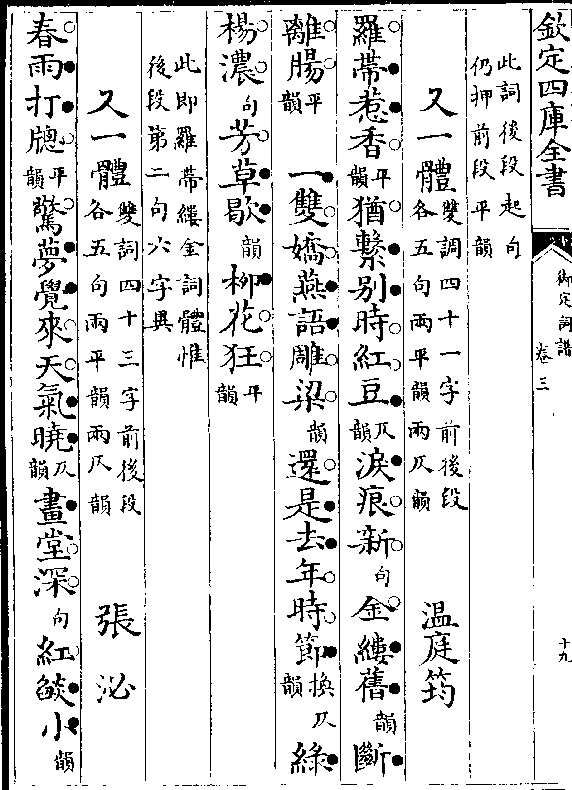 欽定四庫全書
御定詞譜
卷三
十九
此詞後段起句
仍押前段平韻
又一體雙調四十一字前後段
各五句兩平韻兩仄韻
温庭筠
羅帶惹香平韻猶繫别時紅豆仄韻淚痕新句金縷舊韻斷
離腸平韻一雙嬌燕語雕梁韻還是去年時節換仄韻綠
楊濃句芳草歇韻柳花狂平韻
此即羅帶縷金詞體惟
後段第二句六字異
又一體雙詞四十三字前後段
各五句兩平韻兩仄韻
張泌
春雨打牕平韻驚夢覺來天氣曉仄韻畫堂深句紅燄小韻